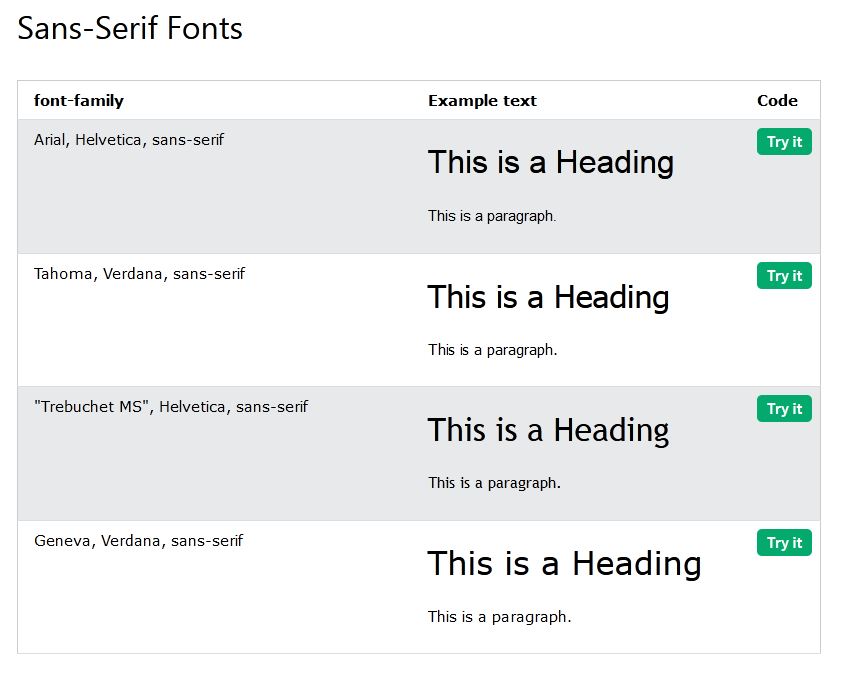 Sans-Serif Fonts
font-family Example text Code
Arial, Helvetica, sans-serif Try it
This is a Heading
This is a paragraph.
Tahoma, Verdana, sans-serif Try it
This is a Heading
This is a paragraph.
"Trebuchet MS", Helvetica, sans-serif Try it
This is a Heading
This is a paragraph.
Geneva, Verdana, sans-serif Try it
This is a Heading
This is a paragraph.